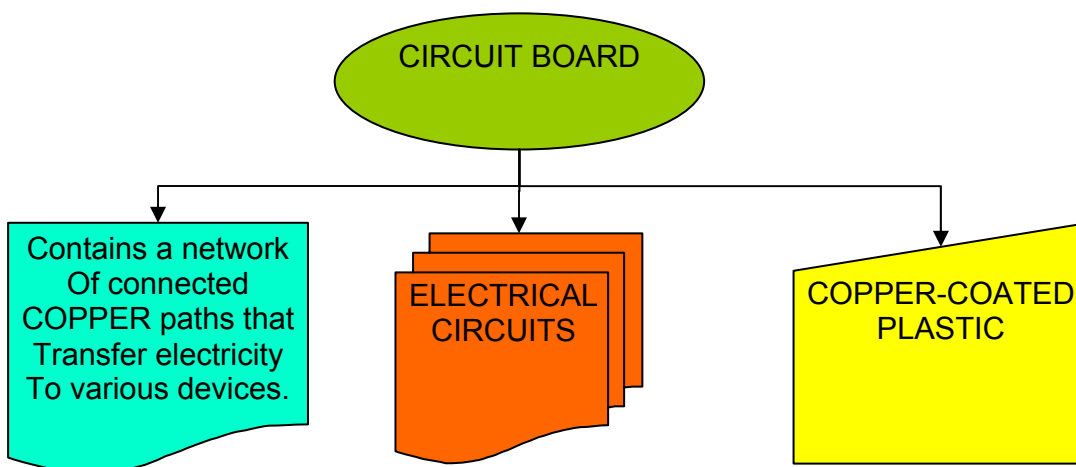 CIRCUIT BOARD
Contains a network
Of connected
COPPER paths that
Transfer electricity
To various devices.
ELECTRICAL
CIRCUITS
COPPER-COATED
PLASTIC